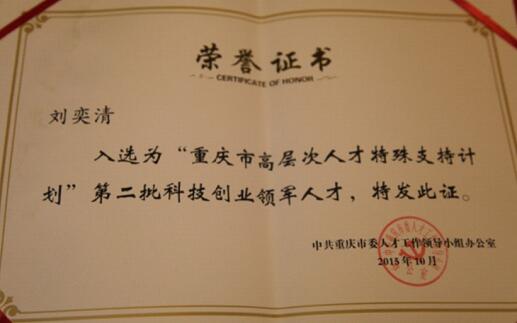 荣誉证书
CERTIFICATE OF HONOR
刘奕清
入选为“重庆市高层次人才特殊支持计
划”第二批科技创业领军人才，特发此证。
中共重庆市委人才工作领导小组办公室
2015年10月